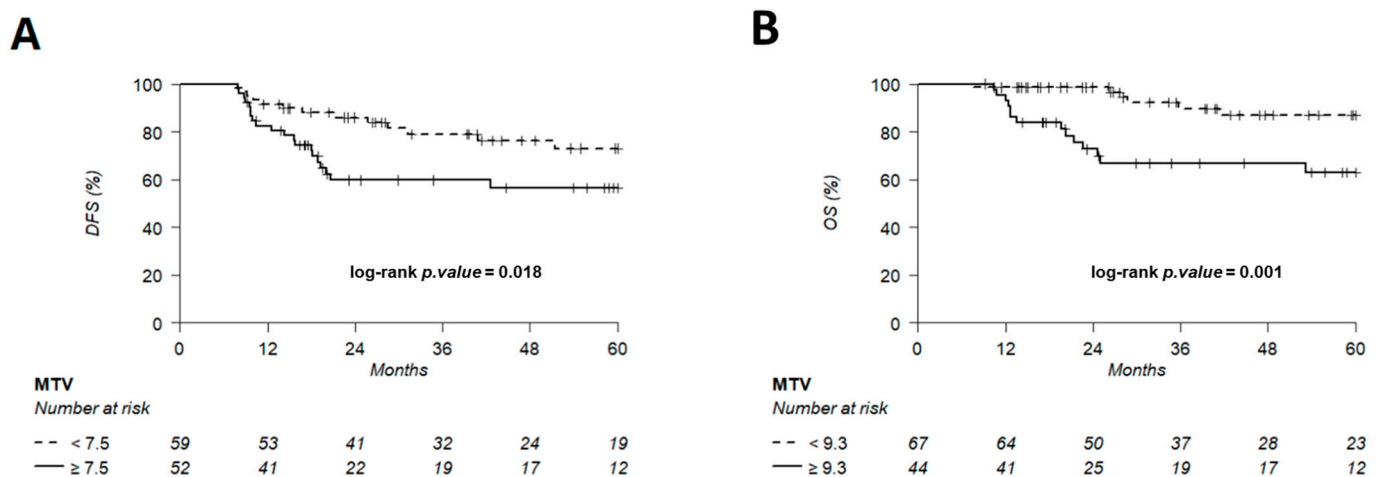 A
100
80
60
40
20
0
DFS (%)
log-rank p.value = 0.018
0 12 24 36 48 60
Months
MTV
Number at risk
< 7.5 59 53 41 32 24 19
≥ 7.5 52 41 22 19 17 12
B
100
80
60
40
20
0
OS (%)
log-rank p.value = 0.001
0 12 24 36 48 60
Months
MTV
Number at risk
< 9.3 67 64 50 37 28 23
≥ 9.3 44 41 25 19 17 12